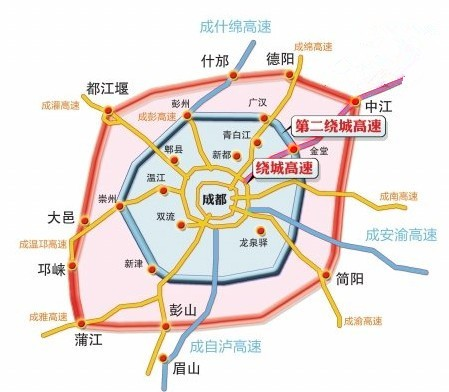 成什绵高速
成绵高速
什邡
德阳
都江堰
中江
成灌高速
彭州
广汉
成彭高速
第二绕城高速
青白江
金堂
郫县
新都
绕城高速
温江
崇州
成都
成南高速
大邑
双流
成安渝高速
成温邛高速
龙泉驿
邛崃
新津
简阳
彭山
成雅高速
成渝高速
蒲江
成自泸高速
眉山